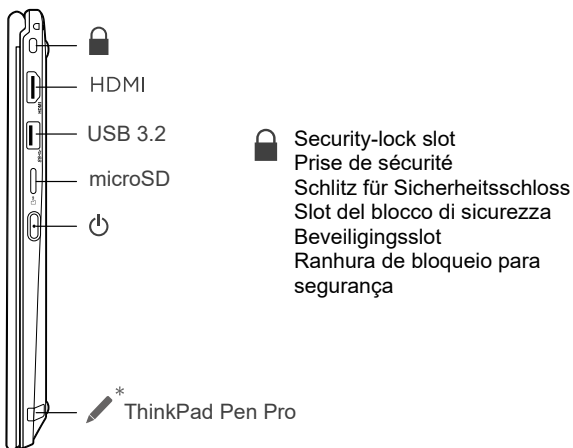 HDMI
USB 3.2
microSD
*
ThinkPad Pen Pro
Security-lock slot
Prise de sécurité
Schlitz für Sicherheitsschloss
Slot del blocco di sicurezza
Beveiligingsslot
Ranhura de bloqueio para
segurança